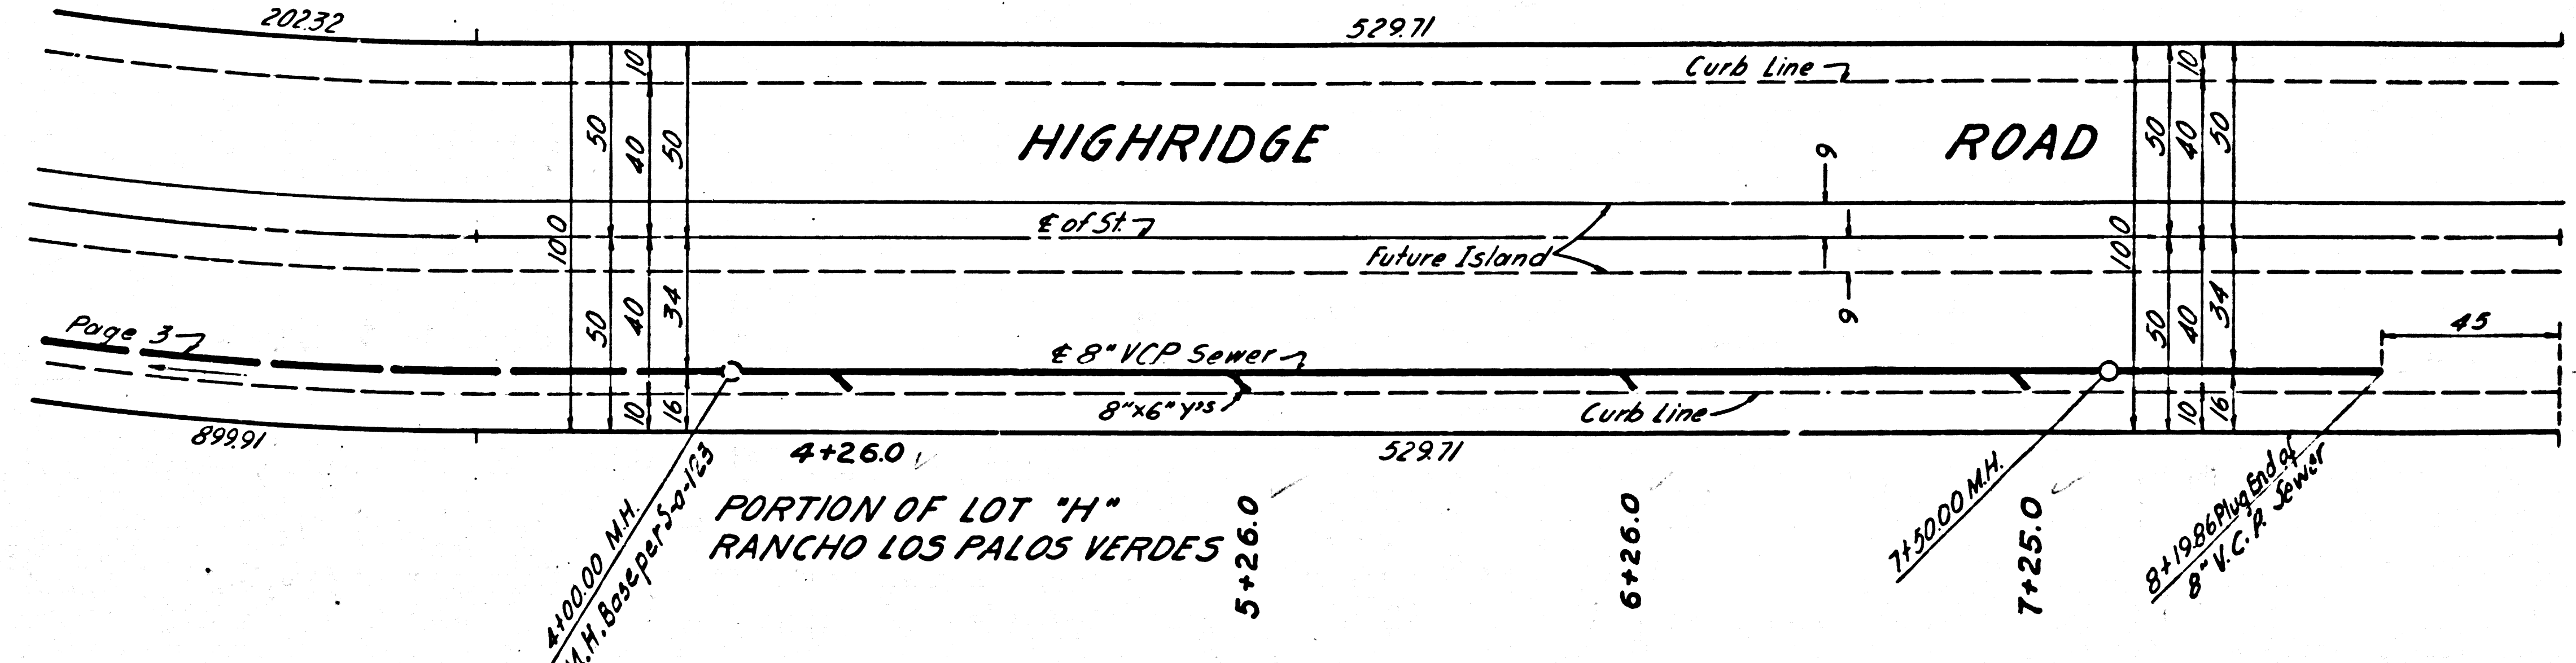 202.32
529.71
Curb Line
10
50
40
50
HIGHRIDGE ROAD
9
10
50
40
50
℄ of St.
100
Future Island
100
50
40
34
9
50
40
34
45
Page 3
℄ 8" VCP. Sewer
8"x6" Y's
Curb Line
10
16
10
16
899.91
4+26.0
529.71
4+00.00 M.H.
M.H. Base per S-a-123
PORTION OF LOT "H"
RANCHO LOS PALOS VERDES
5+26.0
6+26.0
7+50.00 M.H.
7+25.0
8+19.86 Plug End of
8" V.C.P. Sewer